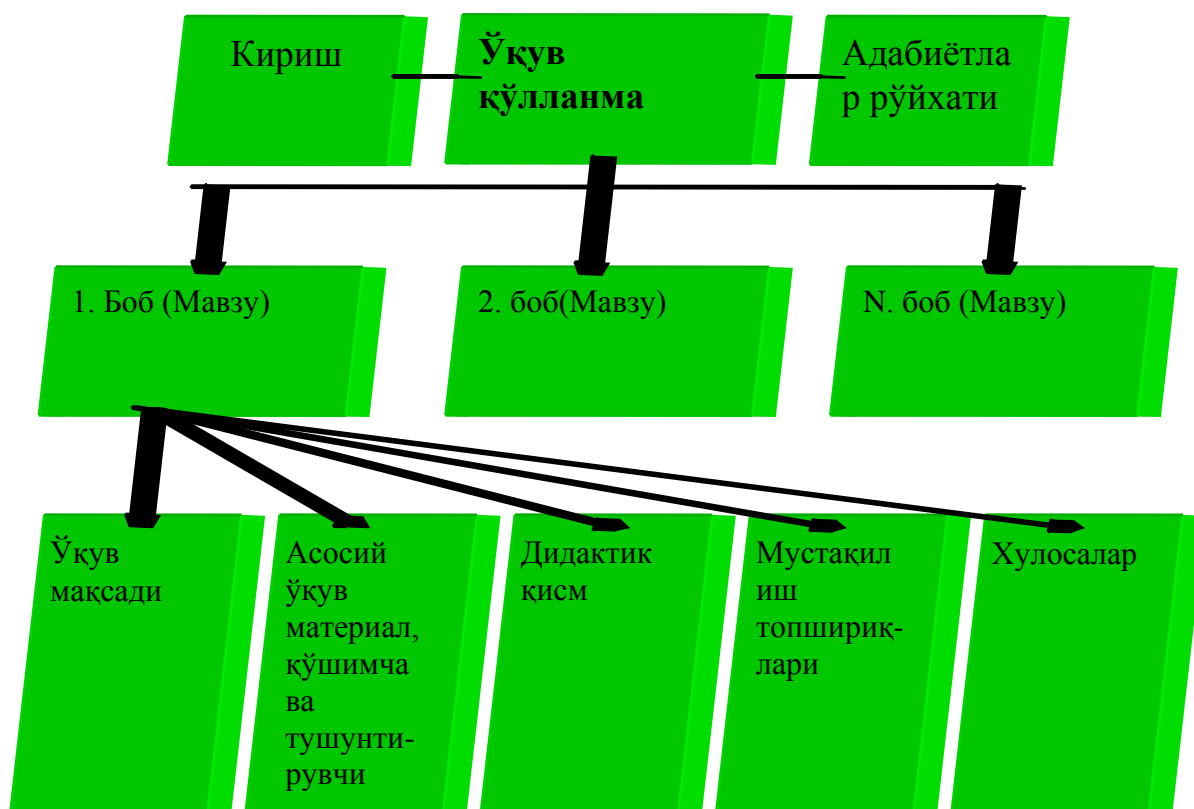 Кириш
Ўқув
қўлланма
Адабиётла
р рўйхати
1. Боб (Мавзу)
2. боб(Мавзу)
N. боб (Мавзу)
Ўқув
мақсади
Асосий
ўқув
материал,
қўшимча
ва
тушунти-
рувчи
Дидактик
қисм
Мустақил
иш
топшириқ-
лари
Хулосалар